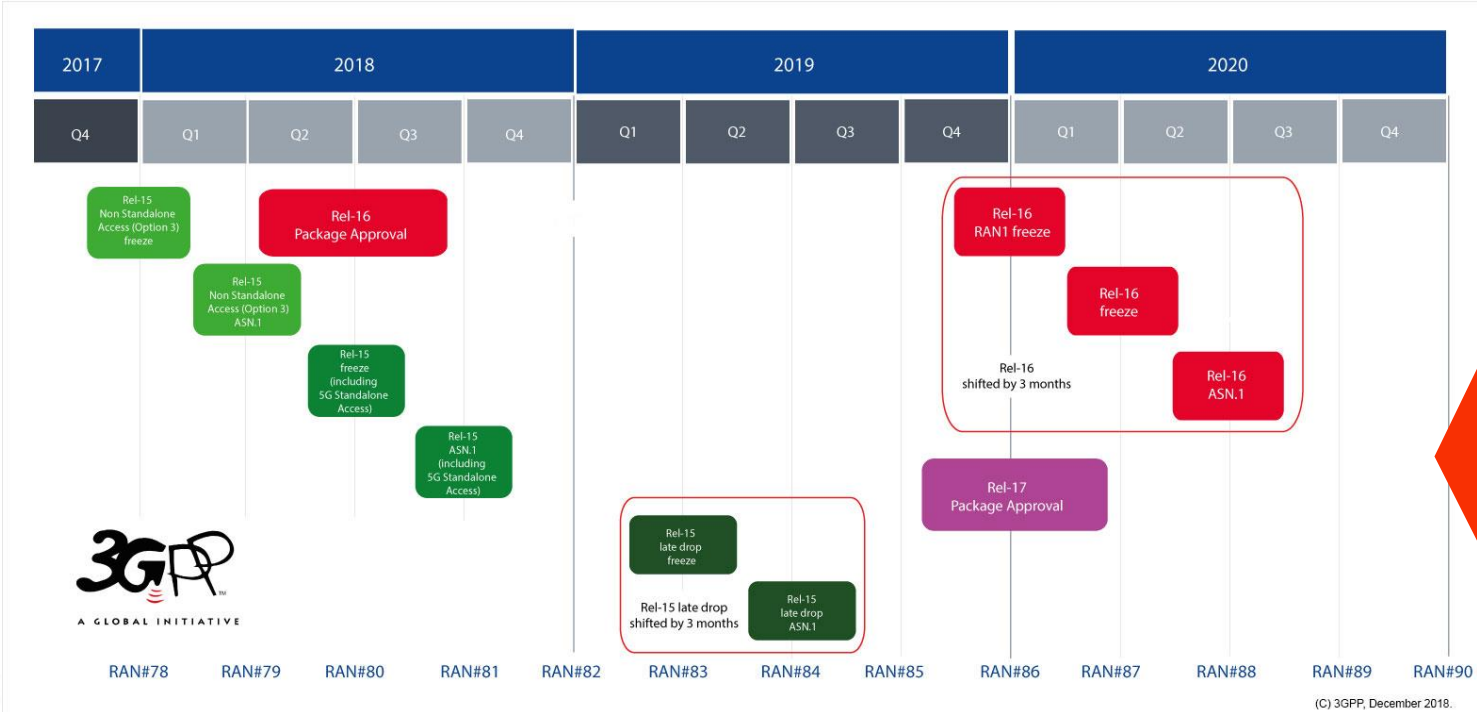 2017
2018
2019
2020
Q4
Q1
Q2
Q3
Q4
Q1
Q2
Q3
Q4
Q1
Q2
Q3
Q4
Rel-15
Non Standalone
Access (Option 3)
freeze
Rel-16
Package Approval
Rel-16
RAN1 freeze
Rel-15
Non Standalone
Access (Option 3)
ASN.1
Rel-16
freeze
Rel-15
freeze
(including
5G Standalone
Access)
Rel-16
shifted by 3 months
Rel-16
ASN.1
Rel-15
ASN.1
(including
5G Standalone
Access)
Rel-17
Package Approval
Rel-15
late drop
freeze
Rel-15 late drop
shifted by 3 months
Rel-15
late drop
ASN.1
3GPP
TM
A GLOBAL INITIATIVE
RAN#78
RAN#79
RAN#80
RAN#81
RAN#82
RAN#83
RAN#84
RAN#85
RAN#86
RAN#87
RAN#88
RAN#89
RAN#90
(C) 3GPP, December 2018.